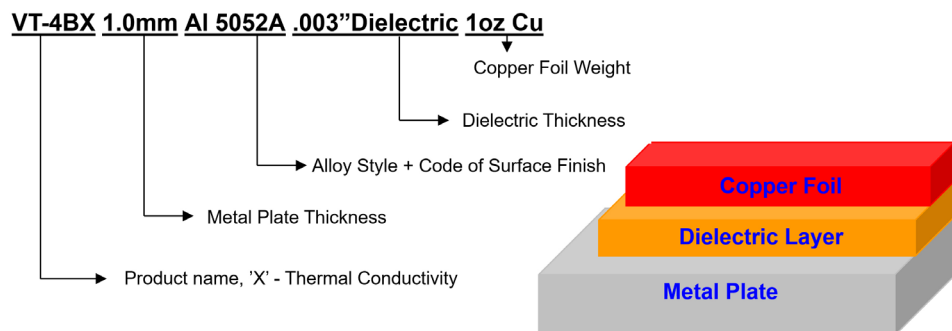 VT-4BX 1.0mm Al 5052A .003”Dielectric 1oz Cu
Copper Foil Weight
Dielectric Thickness
Alloy Style + Code of Surface Finish
Metal Plate Thickness
Product name, ’X’ - Thermal Conductivity
Copper Foil
Dielectric Layer
Metal Plate